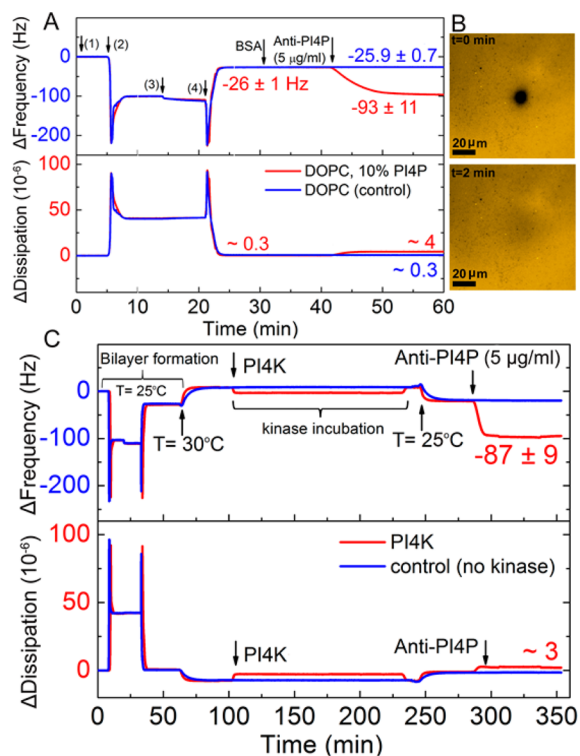 A
B
ΔFrequency (Hz)
0
-100
-200
(1)
(2)
(3)
(4)
BSA
Anti-PI4P
(5 μg/ml)
-25.9 ± 0.7
-26 ± 1 Hz
-93 ± 11
ΔDissipation (10-6)
100
50
0
DOPC, 10% PI4P
DOPC (control)
~ 0.3
~ 4
~ 0.3
0 10 20 30 40 50 60
Time (min)
t=0 min
20 μm
t=2 min
20 μm
C
ΔFrequency (Hz)
0
-100
-200
Bilayer formation
T= 25°C
T= 30°C
PI4K
kinase incubation
T= 25°C
Anti-PI4P (5 μg/ml)
-87 ± 9
ΔDissipation (10-6)
100
50
0
PI4K
control (no kinase)
PI4K
Anti-PI4P
~ 3
0 50 100 150 200 250 300 350
Time (min)